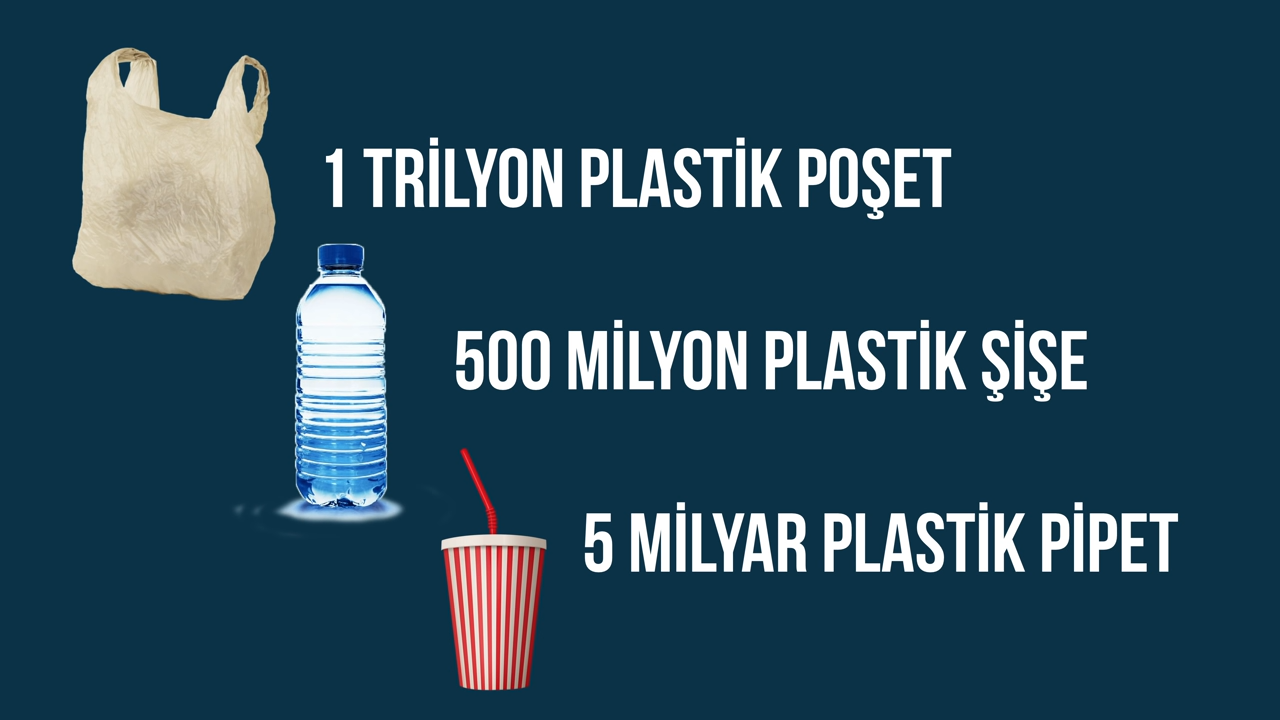 1 TRİLYON PLASTİK POŞET
500 MİLYON PLASTİK ŞİŞE
5 MİLYAR PLASTİK PİPET